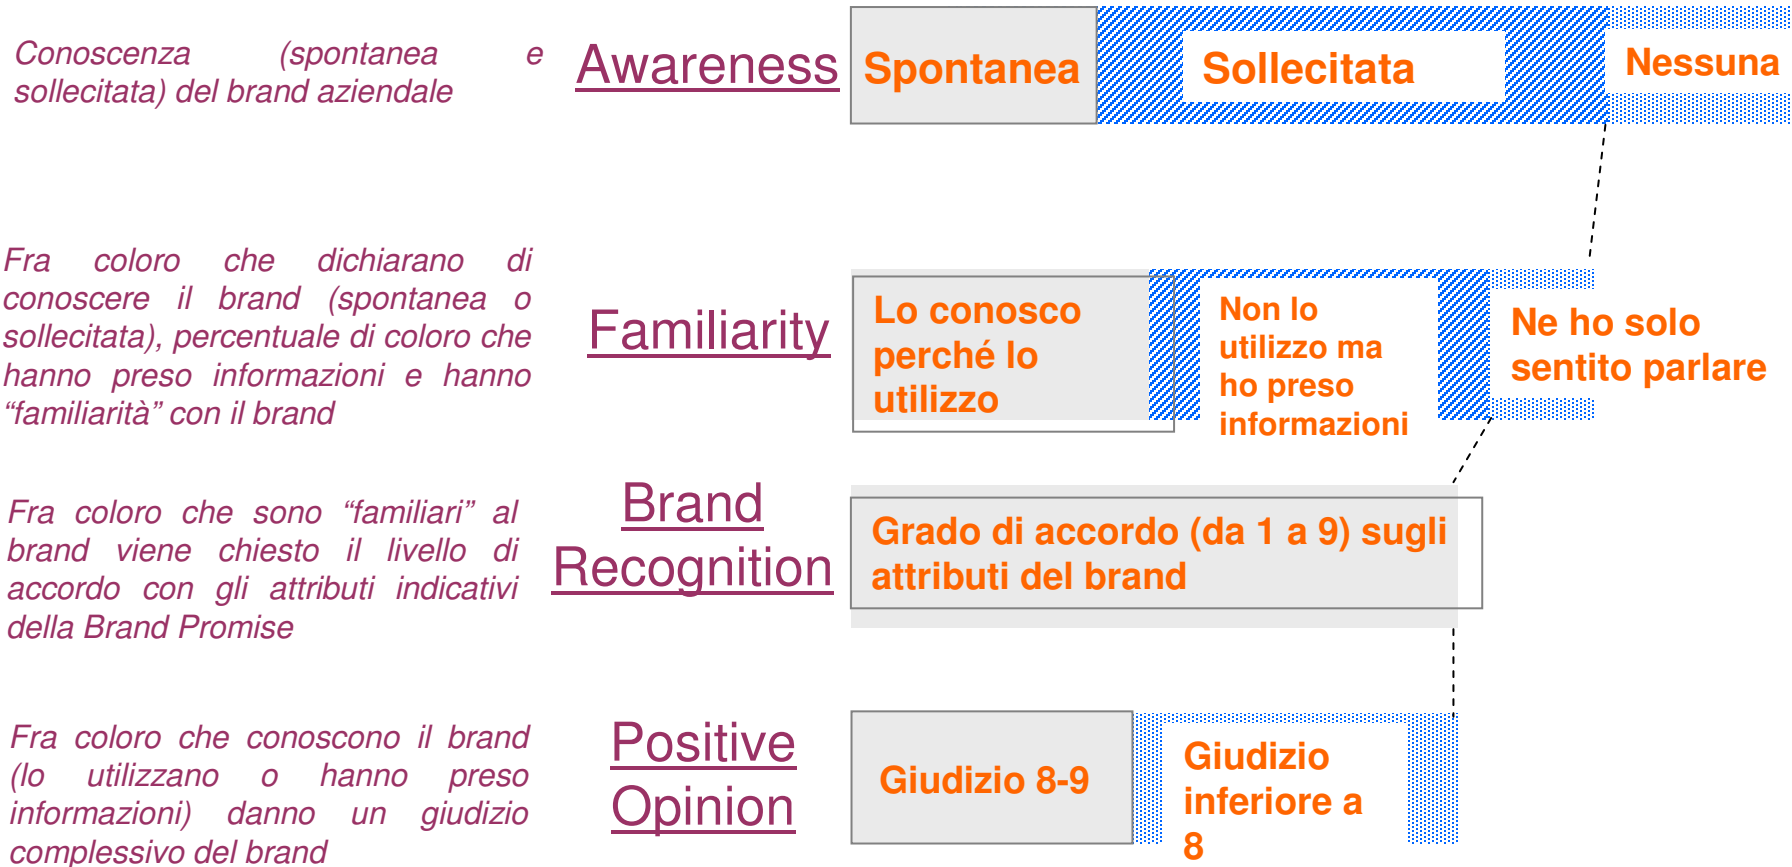 Conoscenza (spontanea e
sollecitata) del brand aziendale
Awareness
Spontanea
Sollecitata
Nessuna
Fra coloro che dichiarano di
conoscere il brand (spontanea o
sollecitata), percentuale di coloro che
hanno preso informazioni e hanno
“familiarità” con il brand
Familiarity
Lo conosco
perché lo
utilizzo
Non lo
utilizzo ma
ho preso
informazioni
Ne ho solo
sentito parlare
Fra coloro che sono “familiari” al
brand viene chiesto il livello di
accordo con gli attributi indicativi
della Brand Promise
Brand
Recognition
Grado di accordo (da 1 a 9) sugli
attributi del brand
Fra coloro che conoscono il brand
(lo utilizzano o hanno preso
informazioni) danno un giudizio
complessivo del brand
Positive
Opinion
Giudizio 8-9
Giudizio
inferiore a
8